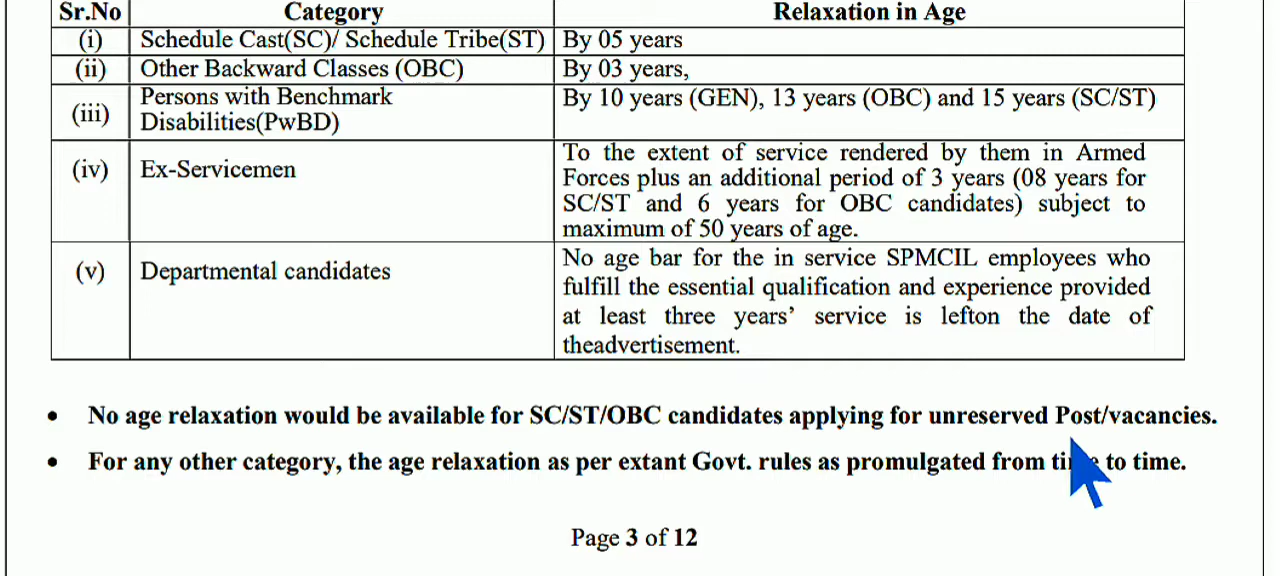 Sr.No Category Relaxation in Age
(i) Schedule Cast(SC)/ Schedule Tribe(ST) By 05 years
(ii) Other Backward Classes (OBC) By 03 years,
(iii) Persons with Benchmark Disabilities(PwBD) By 10 years (GEN), 13 years (OBC) and 15 years (SC/ST)
(iv) Ex-Servicemen
To the extent of service rendered by them in Armed
Forces plus an additional period of 3 years (08 years for
SC/ST and 6 years for OBC candidates) subject to
maximum of 50 years of age.
(v) Departmental candidates
No age bar for the in service SPMCIL employees who
fulfill the essential qualification and experience provided
at least three years’ service is lefton the date of
theadvertisement.
• No age relaxation would be available for SC/ST/OBC candidates applying for unreserved Post/vacancies.
• For any other category, the age relaxation as per extant Govt. rules as promulgated from time to time.
Page 3 of 12